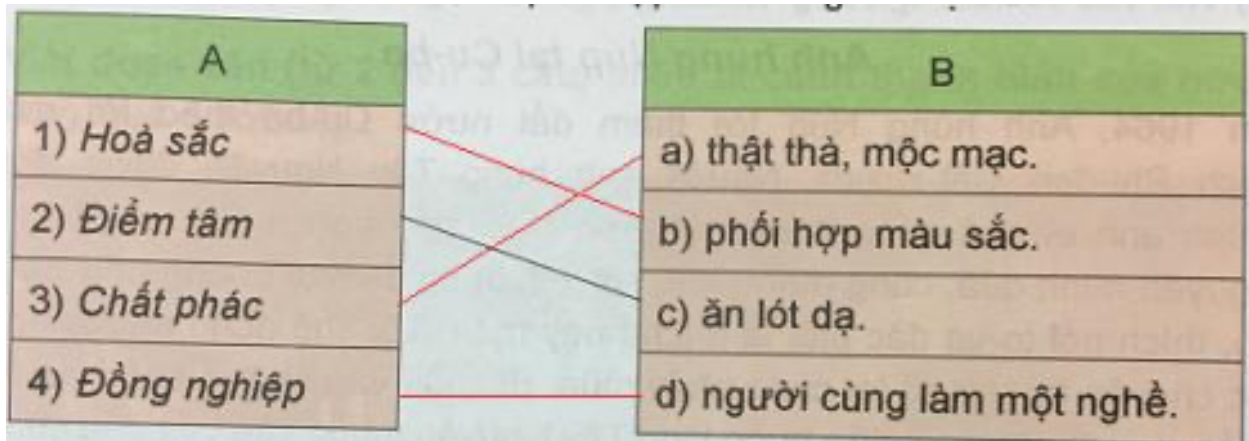 A
1) Hoà sắc
2) Điểm tâm
3) Chất phác
4) Đồng nghiệp
B
a) thật thà, mộc mạc.
b) phối hợp màu sắc.
c) ăn lót dạ.
d) người cùng làm một nghề.